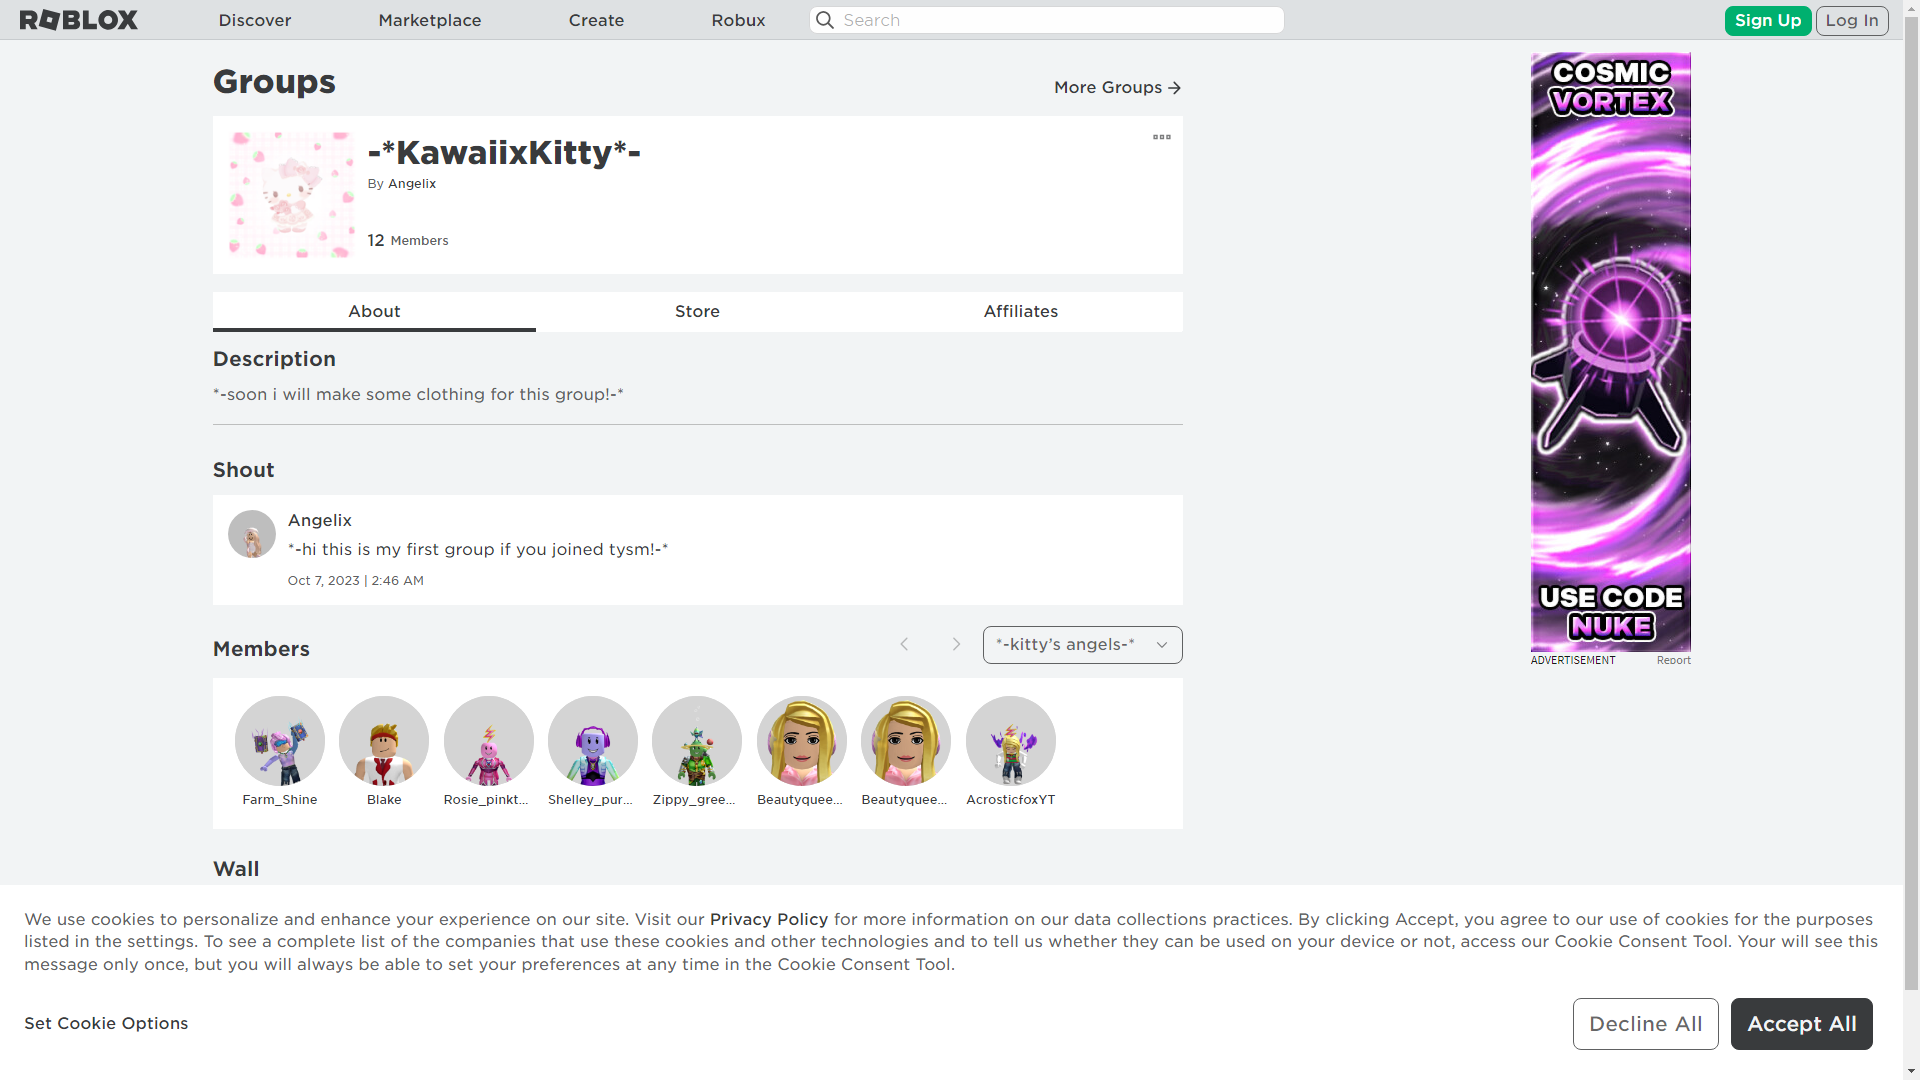 ROBLOX
Discover
Marketplace
Create
Robux
Search
Sign Up
Log In
Groups
More Groups
-*KawaiixKitty*-
By Angelix
12 Members
About
Store
Affiliates
Description
*-soon i will make some clothing for this group!-*
Shout
Angelix
*-hi this is my first group if you joined tysm!-*
Oct 7, 2023 | 2:46 AM
Members
*-kitty’s angels-*
Farm_Shine
Blake
Rosie_pinkt...
Shelley_pur...
Zippy_gree...
Beautyquee...
Beautyquee...
AcrosticfoxYT
Wall
COSMIC
VORTEX
USE CODE
NUKE
ADVERTISEMENT
Report
We use cookies to personalize and enhance your experience on our site. Visit our Privacy Policy for more information on our data collections practices. By clicking Accept, you agree to our use of cookies for the purposes
listed in the settings. To see a complete list of the companies that use these cookies and other technologies and to tell us whether they can be used on your device or not, access our Cookie Consent Tool. Your will see this
message only once, but you will always be able to set your preferences at any time in the Cookie Consent Tool.
Set Cookie Options
Decline All
Accept All